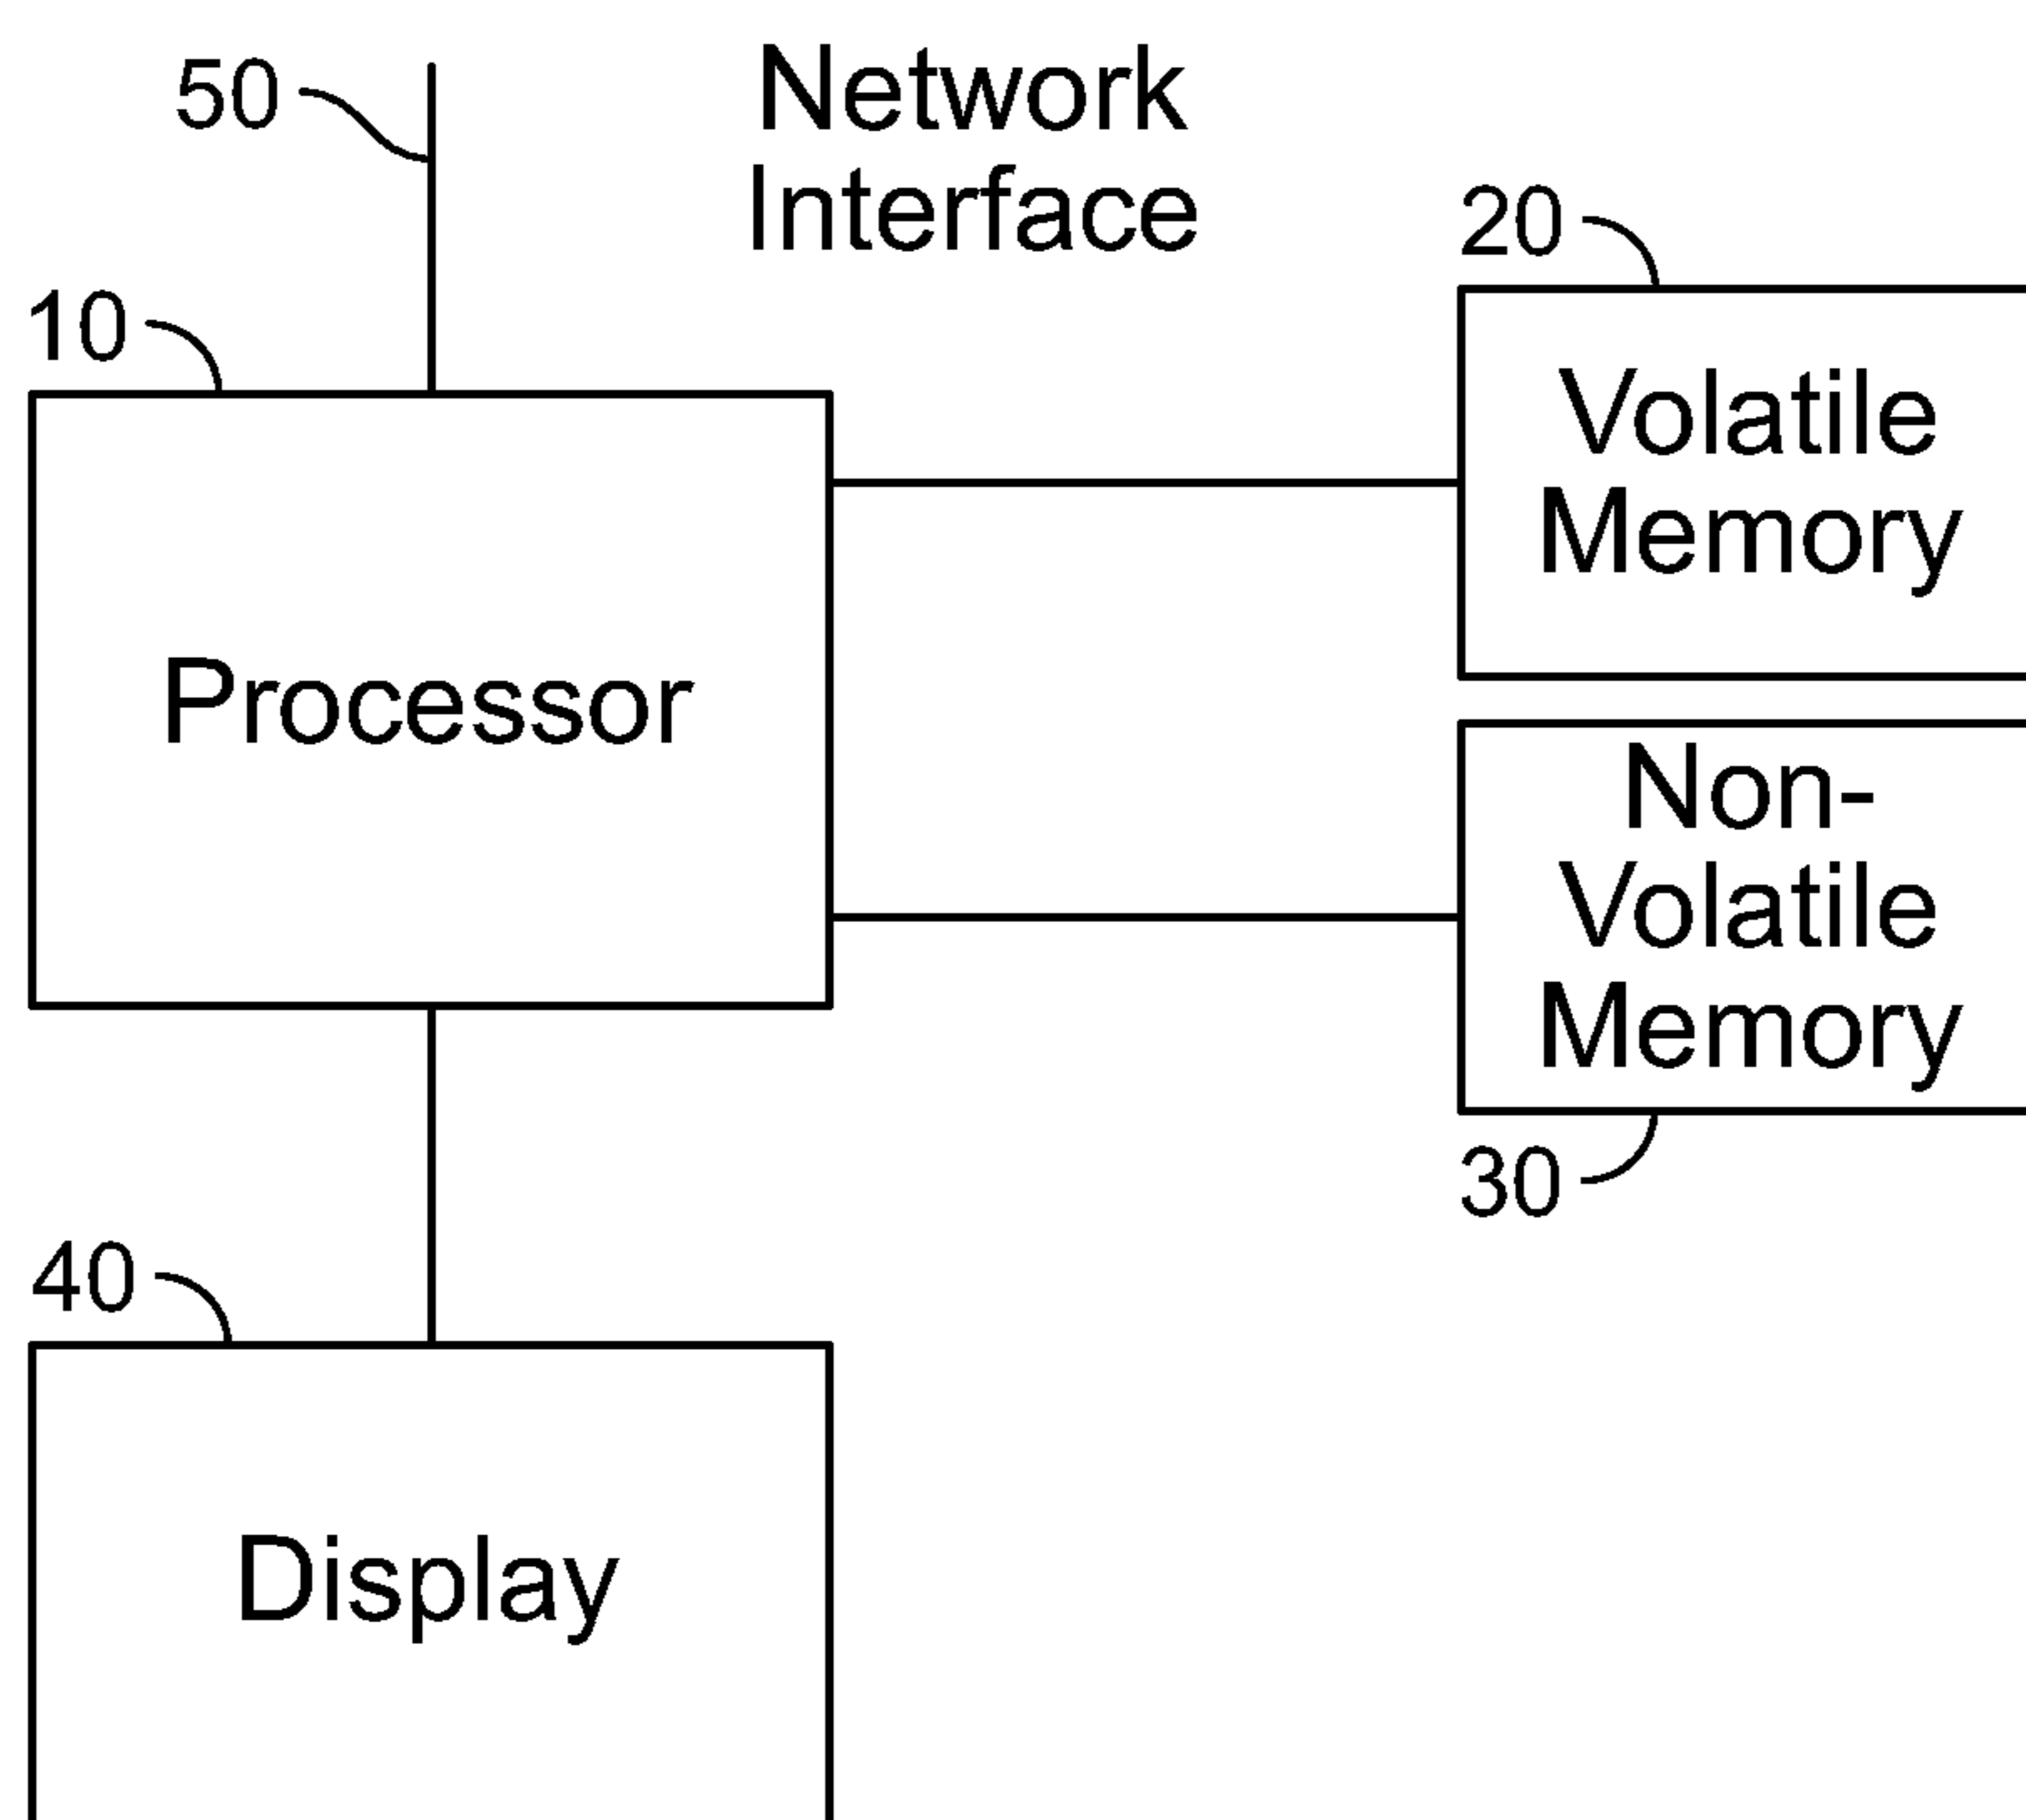 50
Network
Interface
20
10
Volatile
Memory
Processor
Non-
Volatile
Memory
30
40
Display